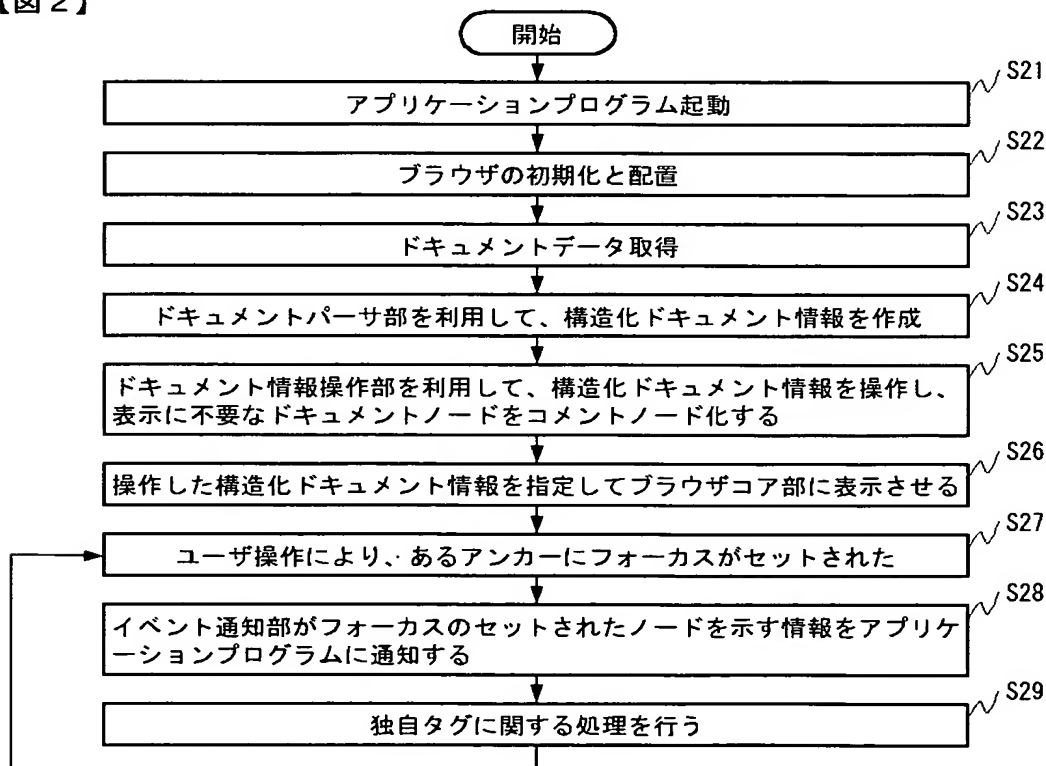 【図2】
開始
S21
アプリケーションプログラム起動
S22
ブラウザの初期化と配置
S23
ドキュメントデータ取得
S24
ドキュメントパーサ部を利用して、構造化ドキュメント情報を作成
S25
ドキュメント情報操作部を利用して、構造化ドキュメント情報を操作し、
表示に不要なドキュメントノードをコメントノード化する
S26
操作した構造化ドキュメント情報を指定してブラウザコア部に表示させる
S27
ユーザ操作により、あるアンカーにフォーカスがセットされた
S28
イベント通知部がフォーカスのセットされたノードを示す情報をアプリケ
ーションプログラムに通知する
S29
独自タグに関する処理を行う